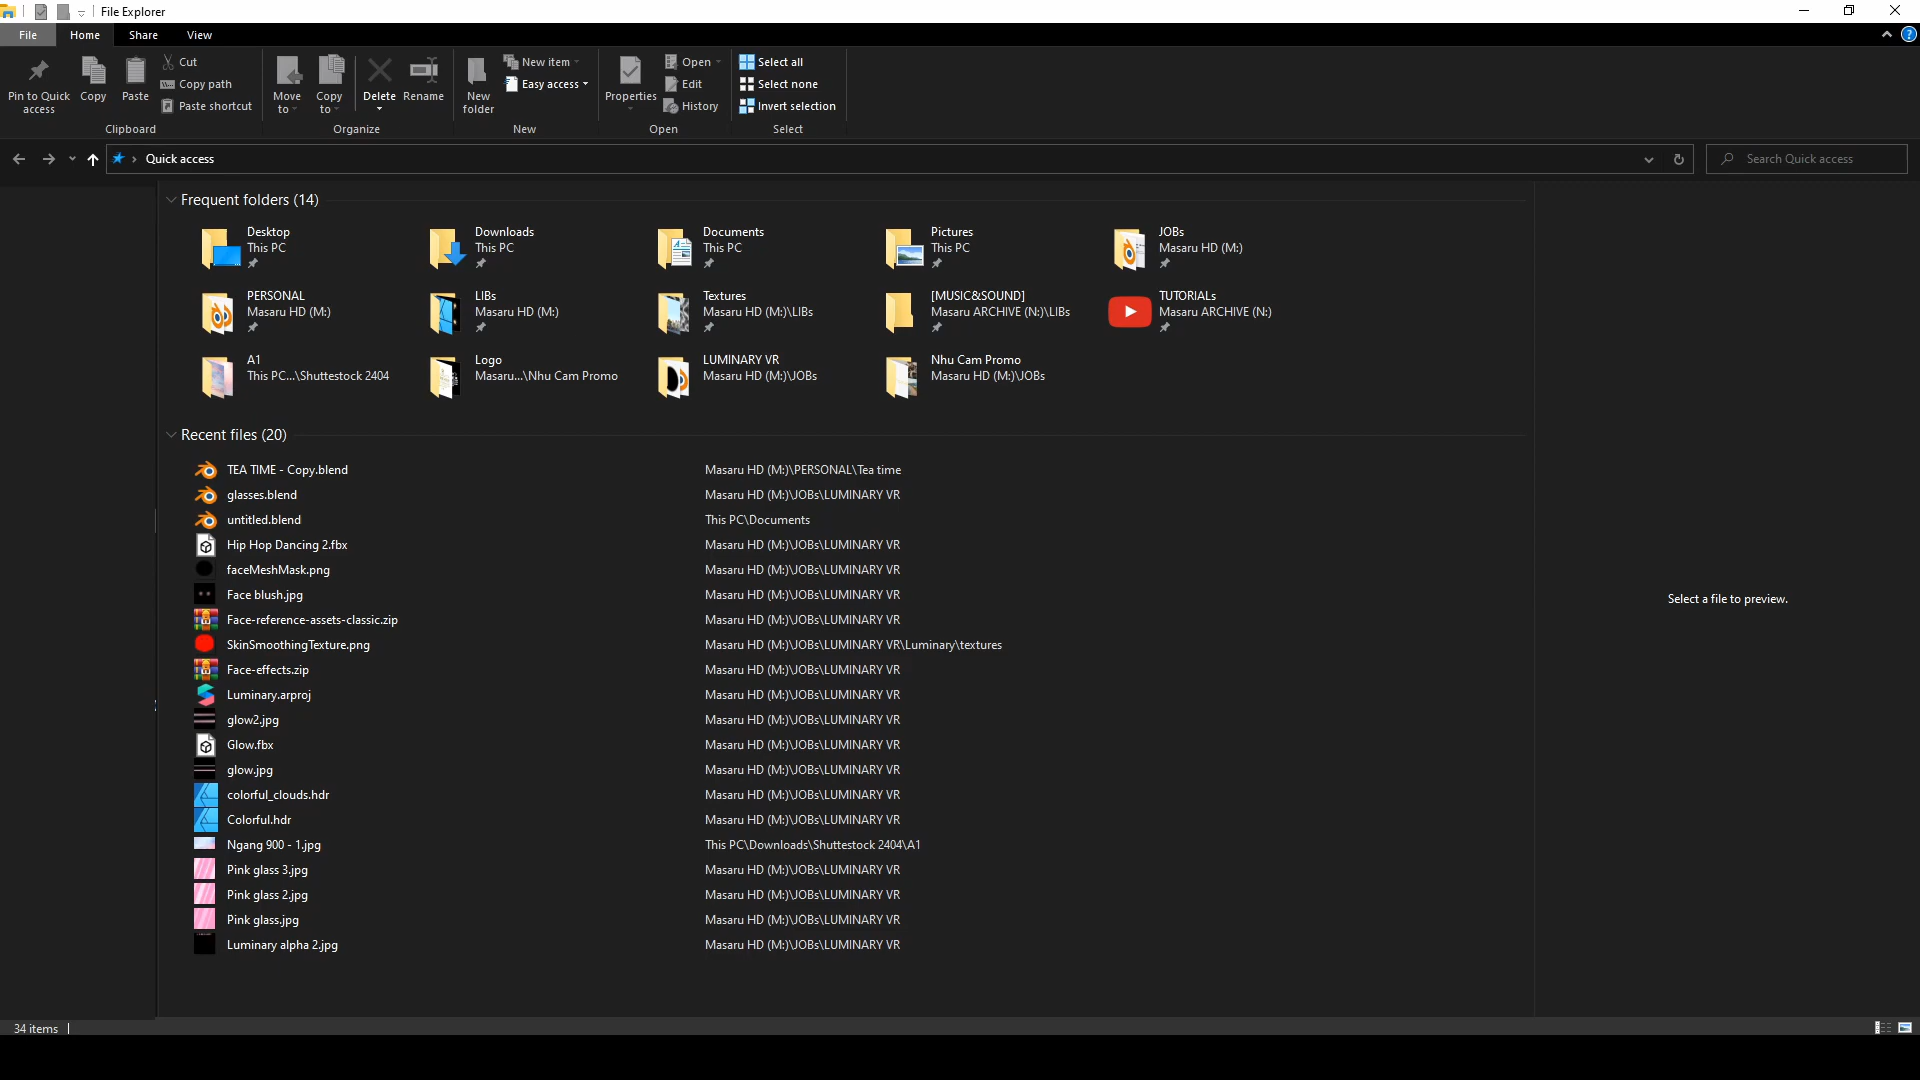 File Explorer
File Home Share View
Pin to Quick access
Copy
Paste
Cut
Copy path
Paste shortcut
Clipboard
Move to
Copy to
Delete
Rename
Organize
New folder
New item
Easy access
New
Properties
Open
Edit
History
Open
Select all
Select none
Invert selection
Select
Quick access
Search Quick access
Frequent folders (14)
Desktop
This PC
Downloads
This PC
Documents
This PC
Pictures
This PC
JOBs
Masaru HD (M:)
PERSONAL
Masaru HD (M:)
LIBs
Masaru HD (M:)
Textures
Masaru HD (M:)\LIBs
[MUSIC&SOUND]
Masaru ARCHIVE (N:)\LIBs
TUTORIALs
Masaru ARCHIVE (N:)
A1
This PC...\Shuttestock 2404
Logo
Masaru...\Nhu Cam Promo
LUMINARY VR
Masaru HD (M:)\JOBs
Nhu Cam Promo
Masaru HD (M:)\JOBs
Recent files (20)
TEA TIME - Copy.blend Masaru HD (M:)\PERSONAL\Tea time
glasses.blend Masaru HD (M:)\JOBs\LUMINARY VR
untitled.blend This PC\Documents
Hip Hop Dancing 2.fbx Masaru HD (M:)\JOBs\LUMINARY VR
faceMeshMask.png Masaru HD (M:)\JOBs\LUMINARY VR
Face blush.jpg Masaru HD (M:)\JOBs\LUMINARY VR
Face-reference-assets-classic.zip Masaru HD (M:)\JOBs\LUMINARY VR
SkinSmoothingTexture.png Masaru HD (M:)\JOBs\LUMINARY VR\Luminary\textures
Face-effects.zip Masaru HD (M:)\JOBs\LUMINARY VR
Luminary.arproj Masaru HD (M:)\JOBs\LUMINARY VR
glow2.jpg Masaru HD (M:)\JOBs\LUMINARY VR
Glow.fbx Masaru HD (M:)\JOBs\LUMINARY VR
glow.jpg Masaru HD (M:)\JOBs\LUMINARY VR
colorful_clouds.hdr Masaru HD (M:)\JOBs\LUMINARY VR
Colorful.hdr Masaru HD (M:)\JOBs\LUMINARY VR
Ngang 900 - 1.jpg This PC\Downloads\Shuttestock 2404\A1
Pink glass 3.jpg Masaru HD (M:)\JOBs\LUMINARY VR
Pink glass 2.jpg Masaru HD (M:)\JOBs\LUMINARY VR
Pink glass.jpg Masaru HD (M:)\JOBs\LUMINARY VR
Luminary alpha 2.jpg Masaru HD (M:)\JOBs\LUMINARY VR
Select a file to preview.
34 items